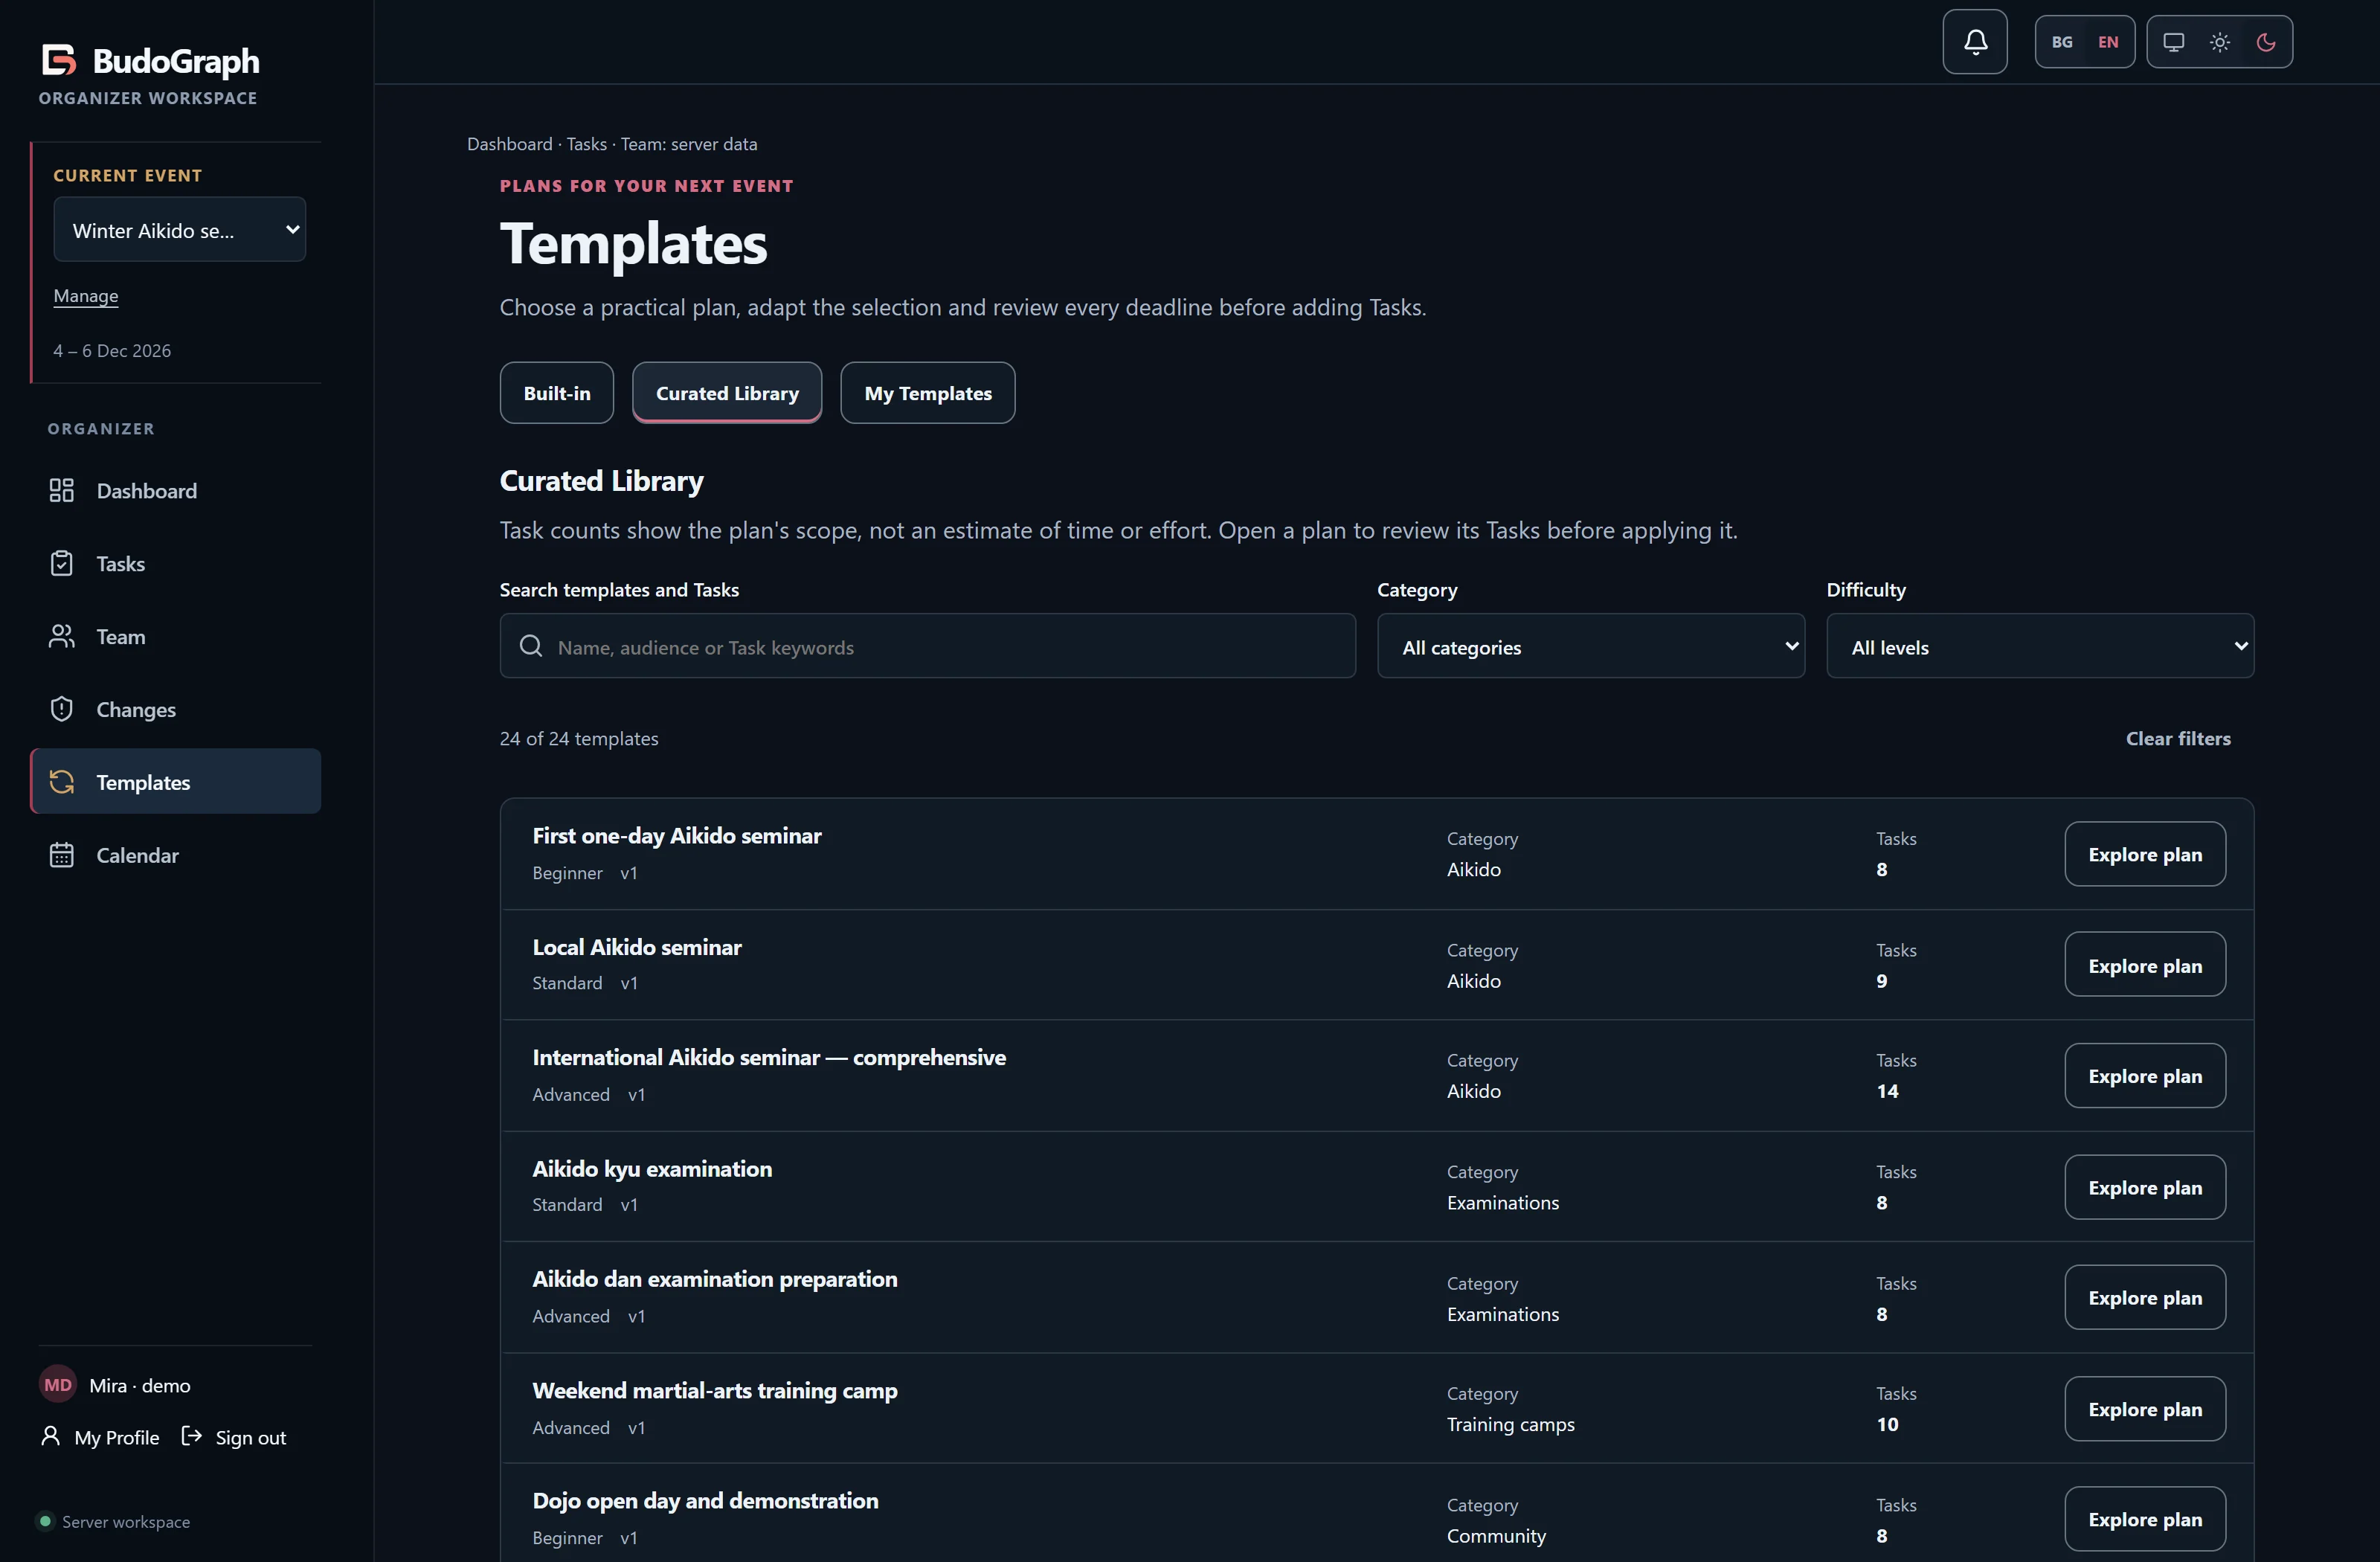 BudoGraph
ORGANIZER WORKSPACE
CURRENT EVENT
Winter Aikido se...
Manage
4 – 6 Dec 2026
ORGANIZER
Dashboard
Tasks
Team
Changes
Templates
Calendar
MD Mira · demo
My Profile Sign out
Server workspace
BG EN
Dashboard · Tasks · Team: server data
PLANS FOR YOUR NEXT EVENT
Templates
Choose a practical plan, adapt the selection and review every deadline before adding Tasks.
Built-in Curated Library My Templates
Curated Library
Task counts show the plan's scope, not an estimate of time or effort. Open a plan to review its Tasks before applying it.
Search templates and Tasks Category Difficulty
Name, audience or Task keywords All categories All levels
24 of 24 templates Clear filters
First one-day Aikido seminar
Beginner v1
Category
Aikido
Tasks
8
Explore plan
Local Aikido seminar
Standard v1
Category
Aikido
Tasks
9
Explore plan
International Aikido seminar — comprehensive
Advanced v1
Category
Aikido
Tasks
14
Explore plan
Aikido kyu examination
Standard v1
Category
Examinations
Tasks
8
Explore plan
Aikido dan examination preparation
Advanced v1
Category
Examinations
Tasks
8
Explore plan
Weekend martial-arts training camp
Advanced v1
Category
Training camps
Tasks
10
Explore plan
Dojo open day and demonstration
Beginner v1
Category
Community
Tasks
8
Explore plan